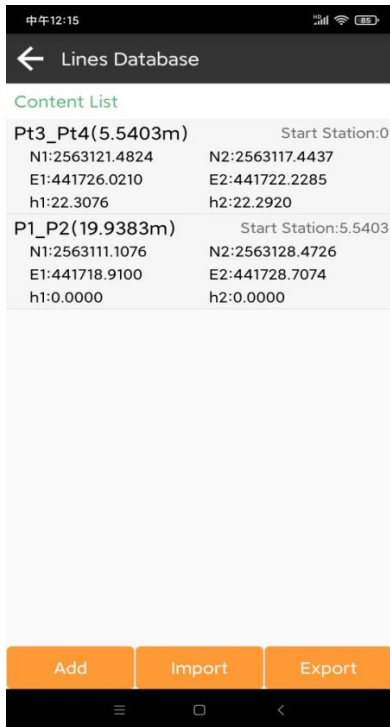 中午12:15
HD 5G 85
Lines Database
Content List
Pt3_Pt4(5.5403m) Start Station:0
N1:2563121.4824 N2:2563117.4437
E1:441726.0210 E2:441722.2285
h1:22.3076 h2:22.2920
P1_P2(19.9383m) Start Station:5.5403
N1:2563111.1076 N2:2563128.4726
E1:441718.9100 E2:441728.7074
h1:0.0000 h2:0.0000
Add Import Export